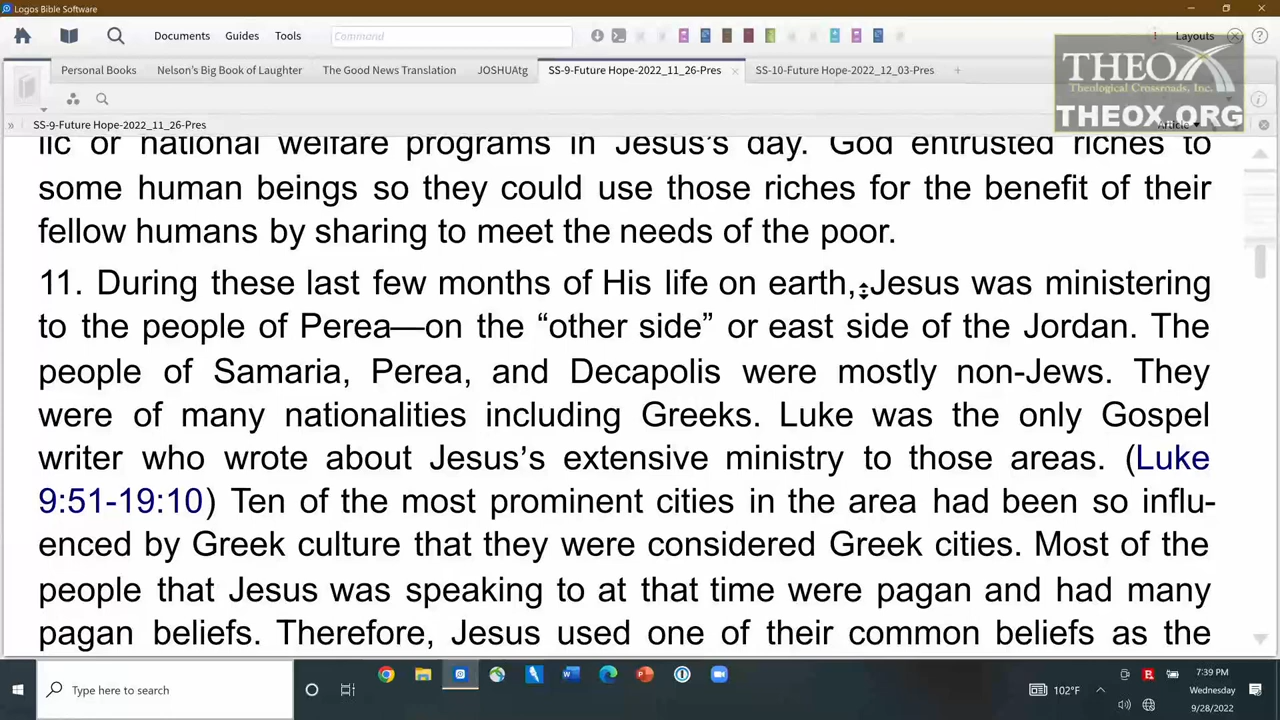 Logos Bible Software
Documents Guides Tools Command Layouts
Personal Books Nelson's Big Book of Laughter The Good News Translation JOSHUAtg SS-9-Future Hope-2022_11_26-Pres SS-10-Future Hope-2022_12_03-Pres
THEOX
Theological Crossroads, Inc.
THEOX.ORG
SS-9-Future Hope-2022_11_26-Pres Article
lic or national welfare programs in Jesus's day. God entrusted riches to
some human beings so they could use those riches for the benefit of their
fellow humans by sharing to meet the needs of the poor.
11. During these last few months of His life on earth, Jesus was ministering
to the people of Perea—on the “other side” or east side of the Jordan. The
people of Samaria, Perea, and Decapolis were mostly non-Jews. They
were of many nationalities including Greeks. Luke was the only Gospel
writer who wrote about Jesus’s extensive ministry to those areas. (Luke
9:51-19:10) Ten of the most prominent cities in the area had been so influ-
enced by Greek culture that they were considered Greek cities. Most of the
people that Jesus was speaking to at that time were pagan and had many
pagan beliefs. Therefore, Jesus used one of their common beliefs as the
Type here to search
102°F
7:39 PM
Wednesday
9/28/2022